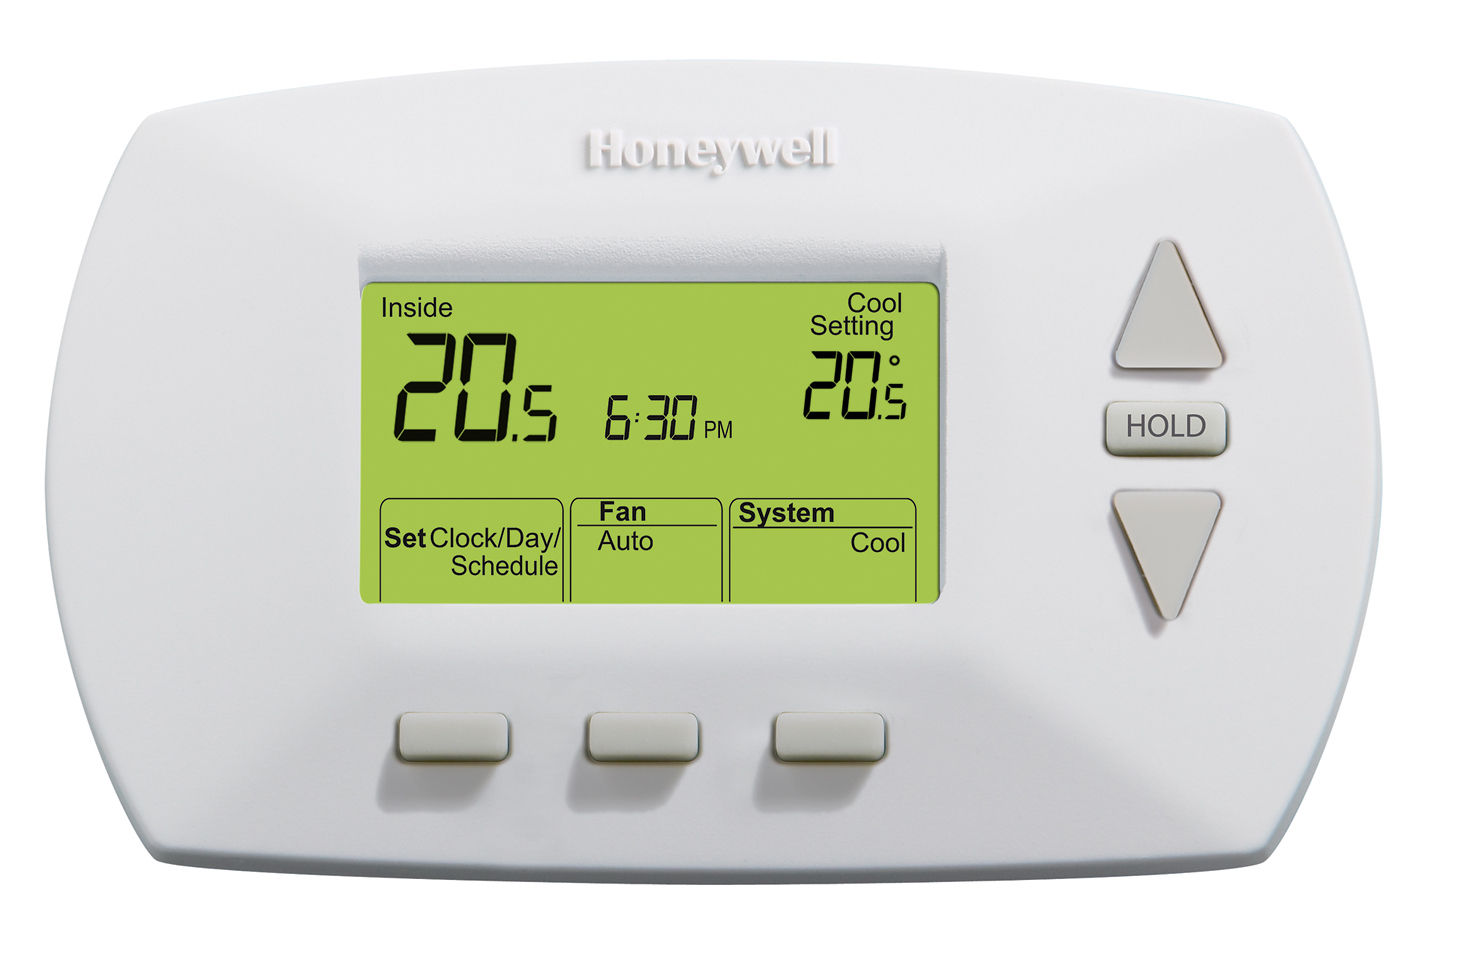 Honeywell
Inside
Cool
Setting
20.5
6:30 PM
20.5°
HOLD
Set Clock/Day/
Schedule
Fan
Auto
System
Cool